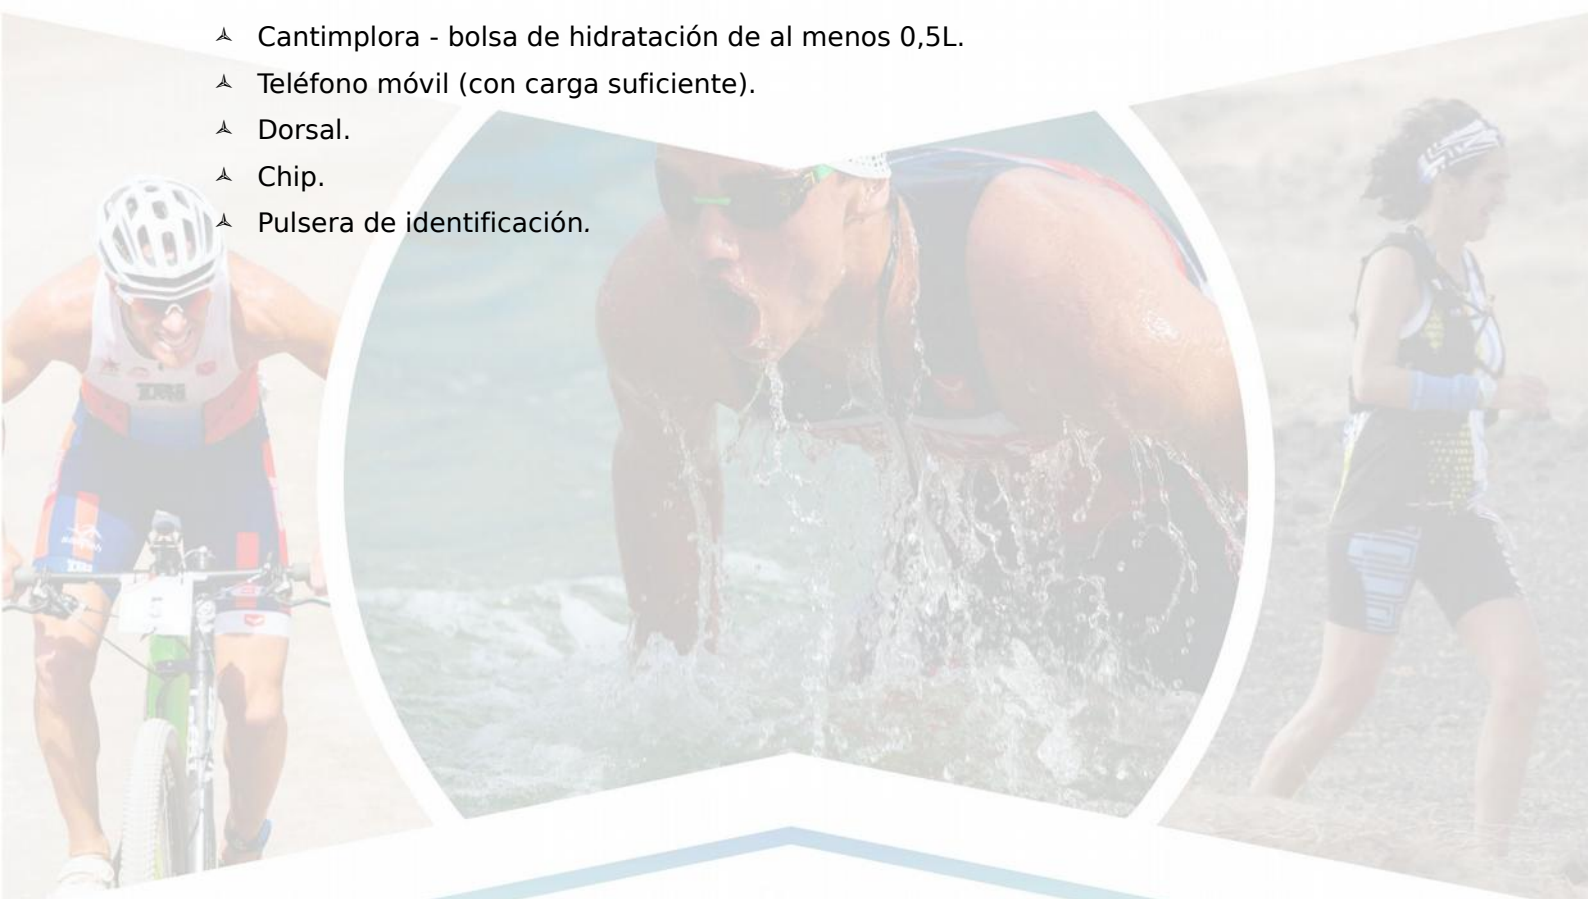 Cantimplora - bolsa de hidratación de al menos 0,5L.
Teléfono móvil (con carga suficiente).
Dorsal.
Chip.
Pulsera de identificación.